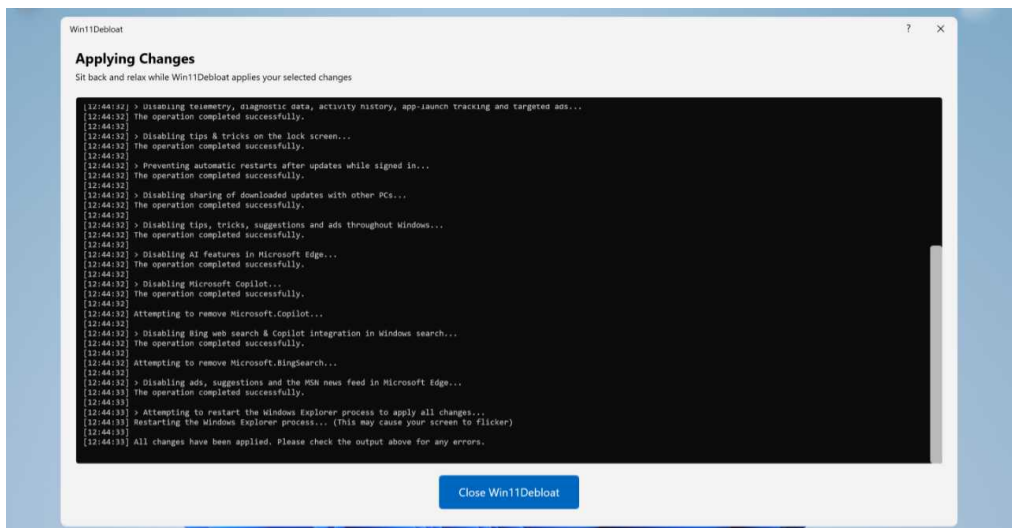 Win11Debloat
?
Applying Changes
Sit back and relax while Win11Debloat applies your selected changes
[12:44:32] > Disabling telemetry, diagnostic data, activity history, app-launch tracking and targeted ads...
[12:44:32] The operation completed successfully.
[12:44:32]
[12:44:32] > Disabling tips & tricks on the lock screen...
[12:44:32] The operation completed successfully.
[12:44:32]
[12:44:32] > Preventing automatic restarts after updates while signed in...
[12:44:32] The operation completed successfully.
[12:44:32]
[12:44:32] > Disabling sharing of downloaded updates with other PCs...
[12:44:32] The operation completed successfully.
[12:44:32]
[12:44:32] > Disabling tips, tricks, suggestions and ads throughout Windows...
[12:44:32] The operation completed successfully.
[12:44:32]
[12:44:32] > Disabling AI features in Microsoft Edge...
[12:44:32] The operation completed successfully.
[12:44:32]
[12:44:32] > Disabling Microsoft Copilot...
[12:44:32] The operation completed successfully.
[12:44:32]
[12:44:32] Attempting to remove Microsoft.Copilot...
[12:44:32]
[12:44:32] > Disabling Bing web search & Copilot integration in Windows search...
[12:44:32] The operation completed successfully.
[12:44:32]
[12:44:32] Attempting to remove Microsoft.BingSearch...
[12:44:32]
[12:44:32] > Disabling ads, suggestions and the MSN news feed in Microsoft Edge...
[12:44:33] The operation completed successfully.
[12:44:33]
[12:44:33] > Attempting to restart the Windows Explorer process to apply all changes...
[12:44:33] Restarting the Windows Explorer process... (This may cause your screen to flicker)
[12:44:33]
[12:44:33] All changes have been applied. Please check the output above for any errors.
Close Win11Debloat